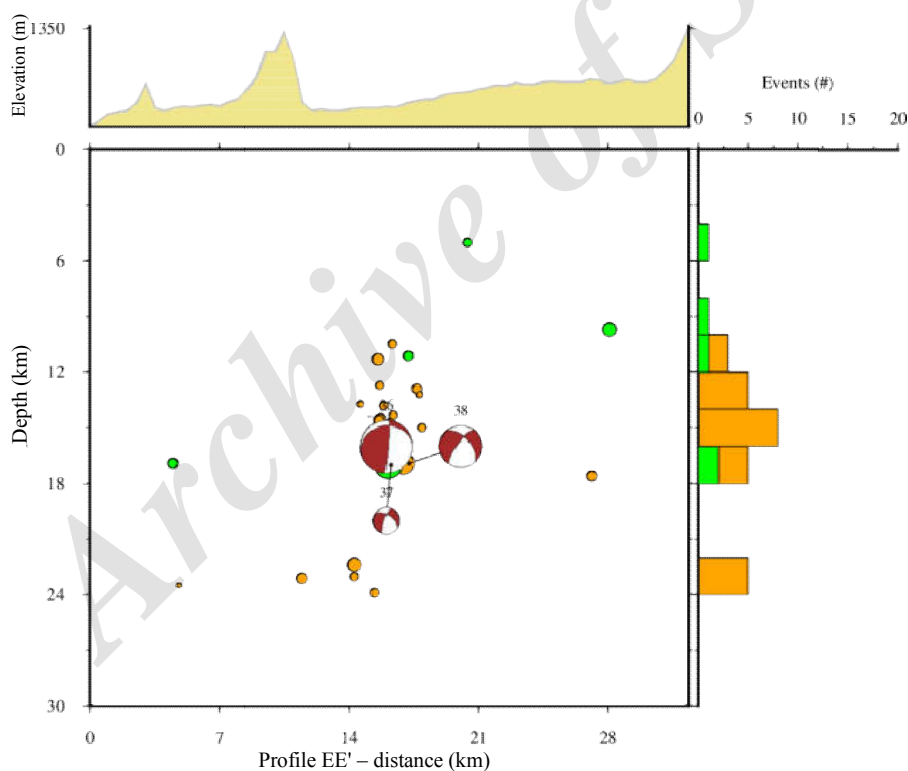 Elevation (m)
1350
Events (#)
0 5 10 15 20
0
6
12
18
24
30
Depth (km)
38
37
0 7 14 21 28
Profile EE' – distance (km)
Archive of S